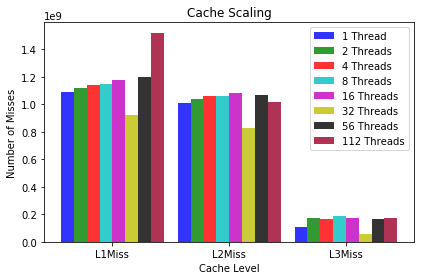 Cache Scaling
1e9
Number of Misses
1.4
1.2
1.0
0.8
0.6
0.4
0.2
0.0
1 Thread
2 Threads
4 Threads
8 Threads
16 Threads
32 Threads
56 Threads
112 Threads
L1Miss L2Miss L3Miss
Cache Level